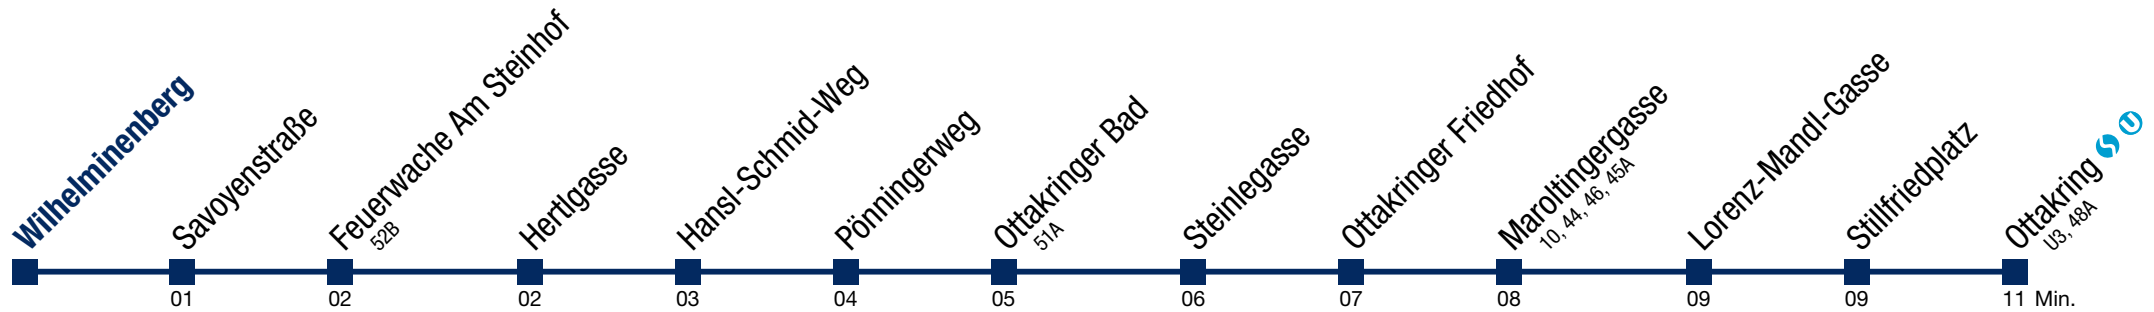 Wilhelminenberg
Savoyenstraße
Feuerwache Am Steinhof
52B
Hertlgasse
Hansl-Schmid-Weg
Pönningerweg
Ottakringer Bad
51A
Steinlegasse
Ottakringer Friedhof
Maroltingergasse
10, 44, 46, 45A
Lorenz-Mandl-Gasse
Stillfriedplatz
Ottakring S U
U3, 48A
01 02 02 03 04 05 06 07 08 09 09 11 Min.